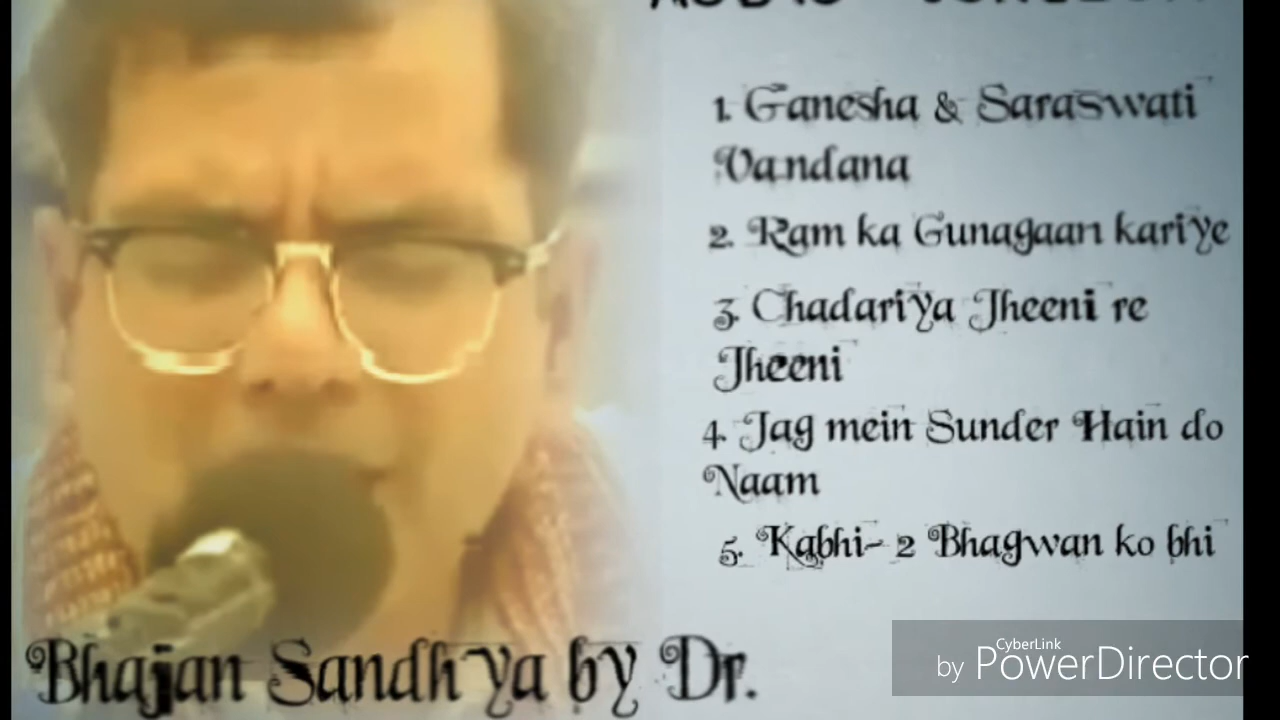 1. Ganesha & Saraswati
Vandana
2. Ram ka Gunagaan kariye
3. Chadariya Jheeni re
Jheeni
4. Jag mein Sunder Hain do
Naam
5. Kabhi- 2 Bhagwan ko bhi
Bhajan Sandhya by Dr.
CyberLink
by PowerDirector